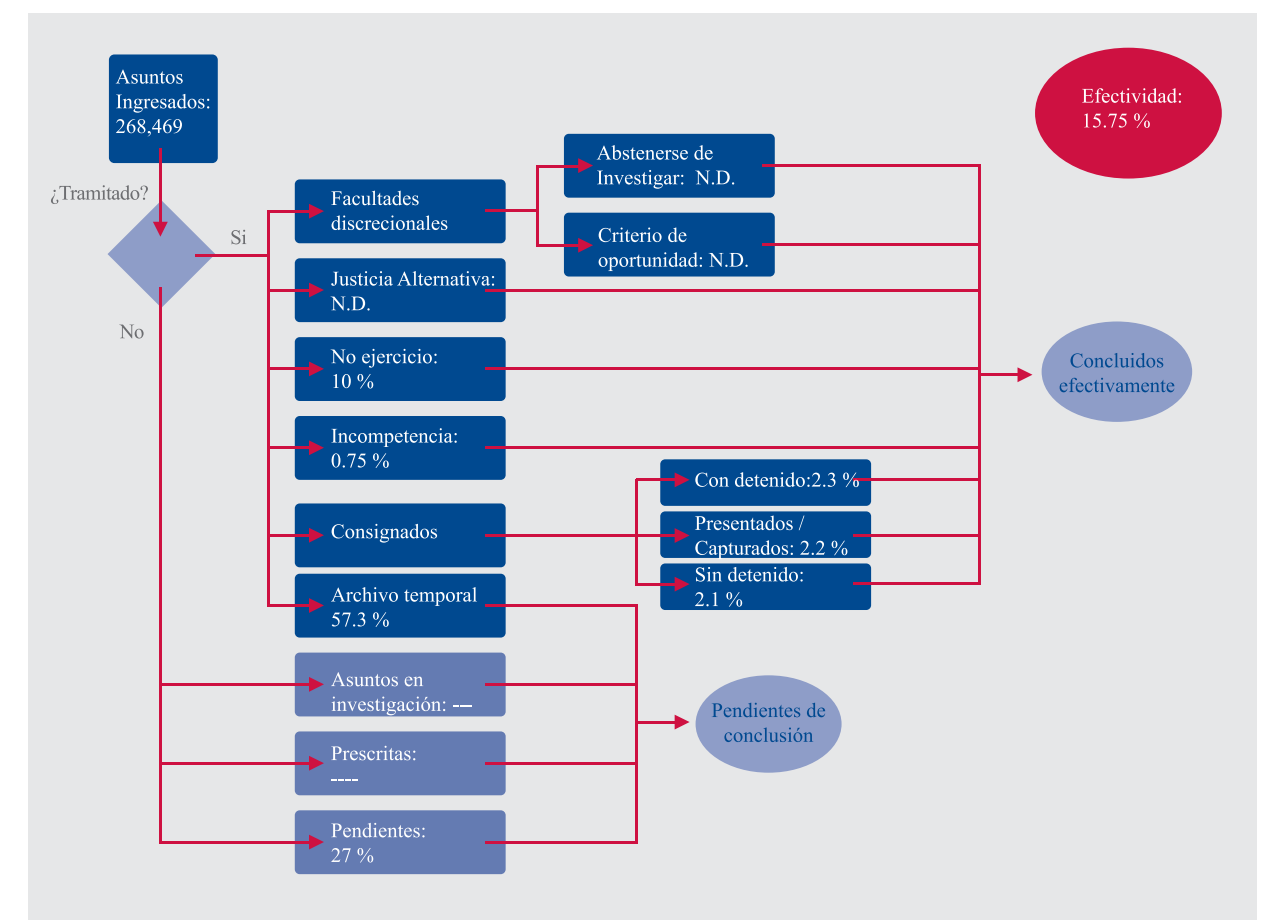 Asuntos
Ingresados:
268,469
Efectividad:
15.75 %
¿Tramitado?
Si
No
Facultades
discrecionales
Abstenerse de
Investigar: N.D.
Criterio de
oportunidad: N.D.
Justicia Alternativa:
N.D.
No ejercicio:
10 %
Incompetencia:
0.75 %
Consignados
Con detenido:2.3 %
Presentados /
Capturados: 2.2 %
Sin detenido:
2.1 %
Concluidos
efectivamente
Archivo temporal
57.3 %
Asuntos en
investigación: ---
Prescritas:
----
Pendientes:
27 %
Pendientes de
conclusión